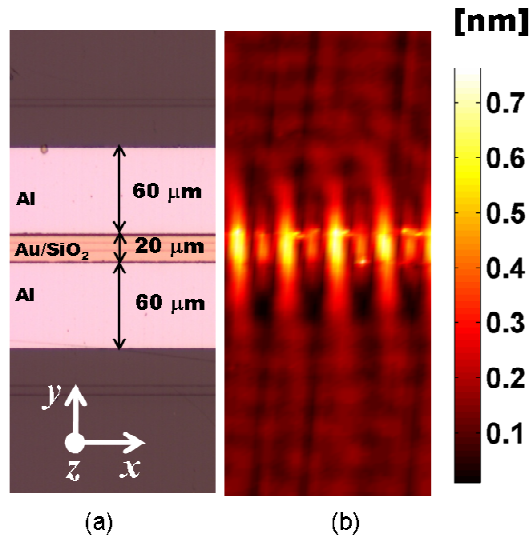 [nm]
Al
60 μm
Au/SiO₂
20 μm
Al
60 μm
y
z
x
0.7
0.6
0.5
0.4
0.3
0.2
0.1
(a)
(b)